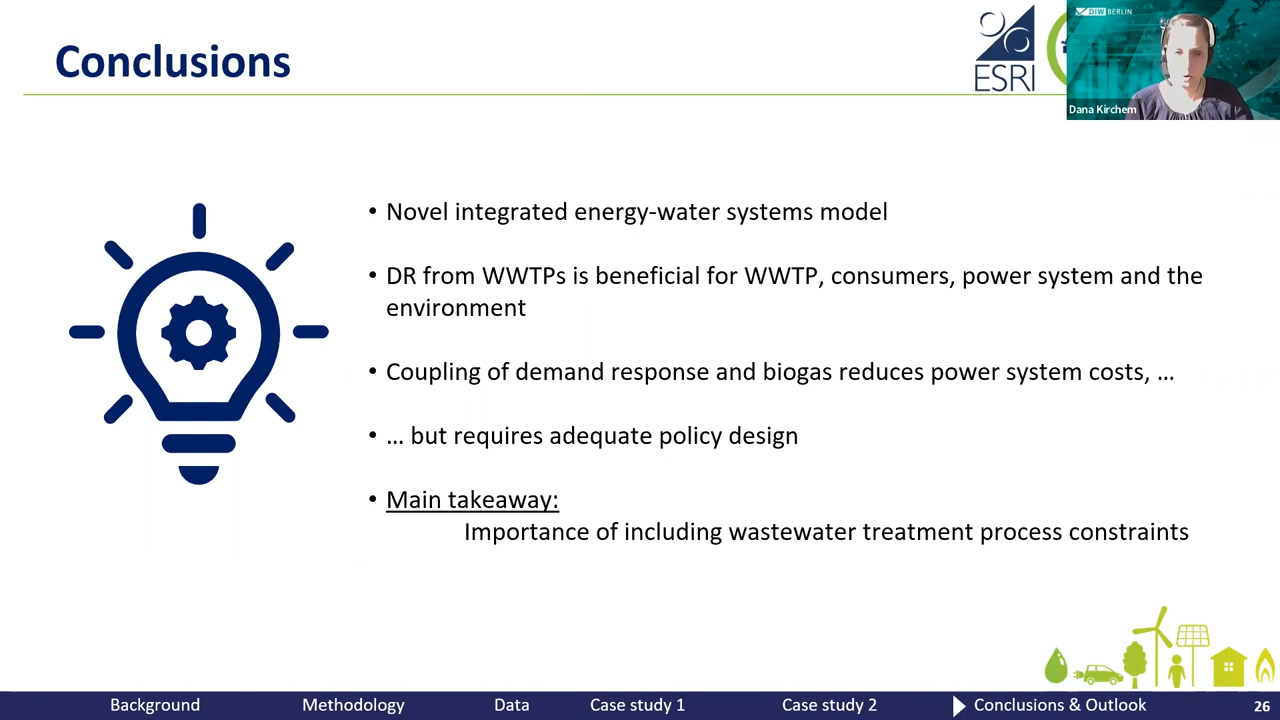 Conclusions
ESRI
DIW BERLIN
Dana Kirchem
• Novel integrated energy-water systems model
• DR from WWTPs is beneficial for WWTP, consumers, power system and the
environment
• Coupling of demand response and biogas reduces power system costs, …
• … but requires adequate policy design
• Main takeaway:
Importance of including wastewater treatment process constraints
Background Methodology Data Case study 1 Case study 2 Conclusions & Outlook 26